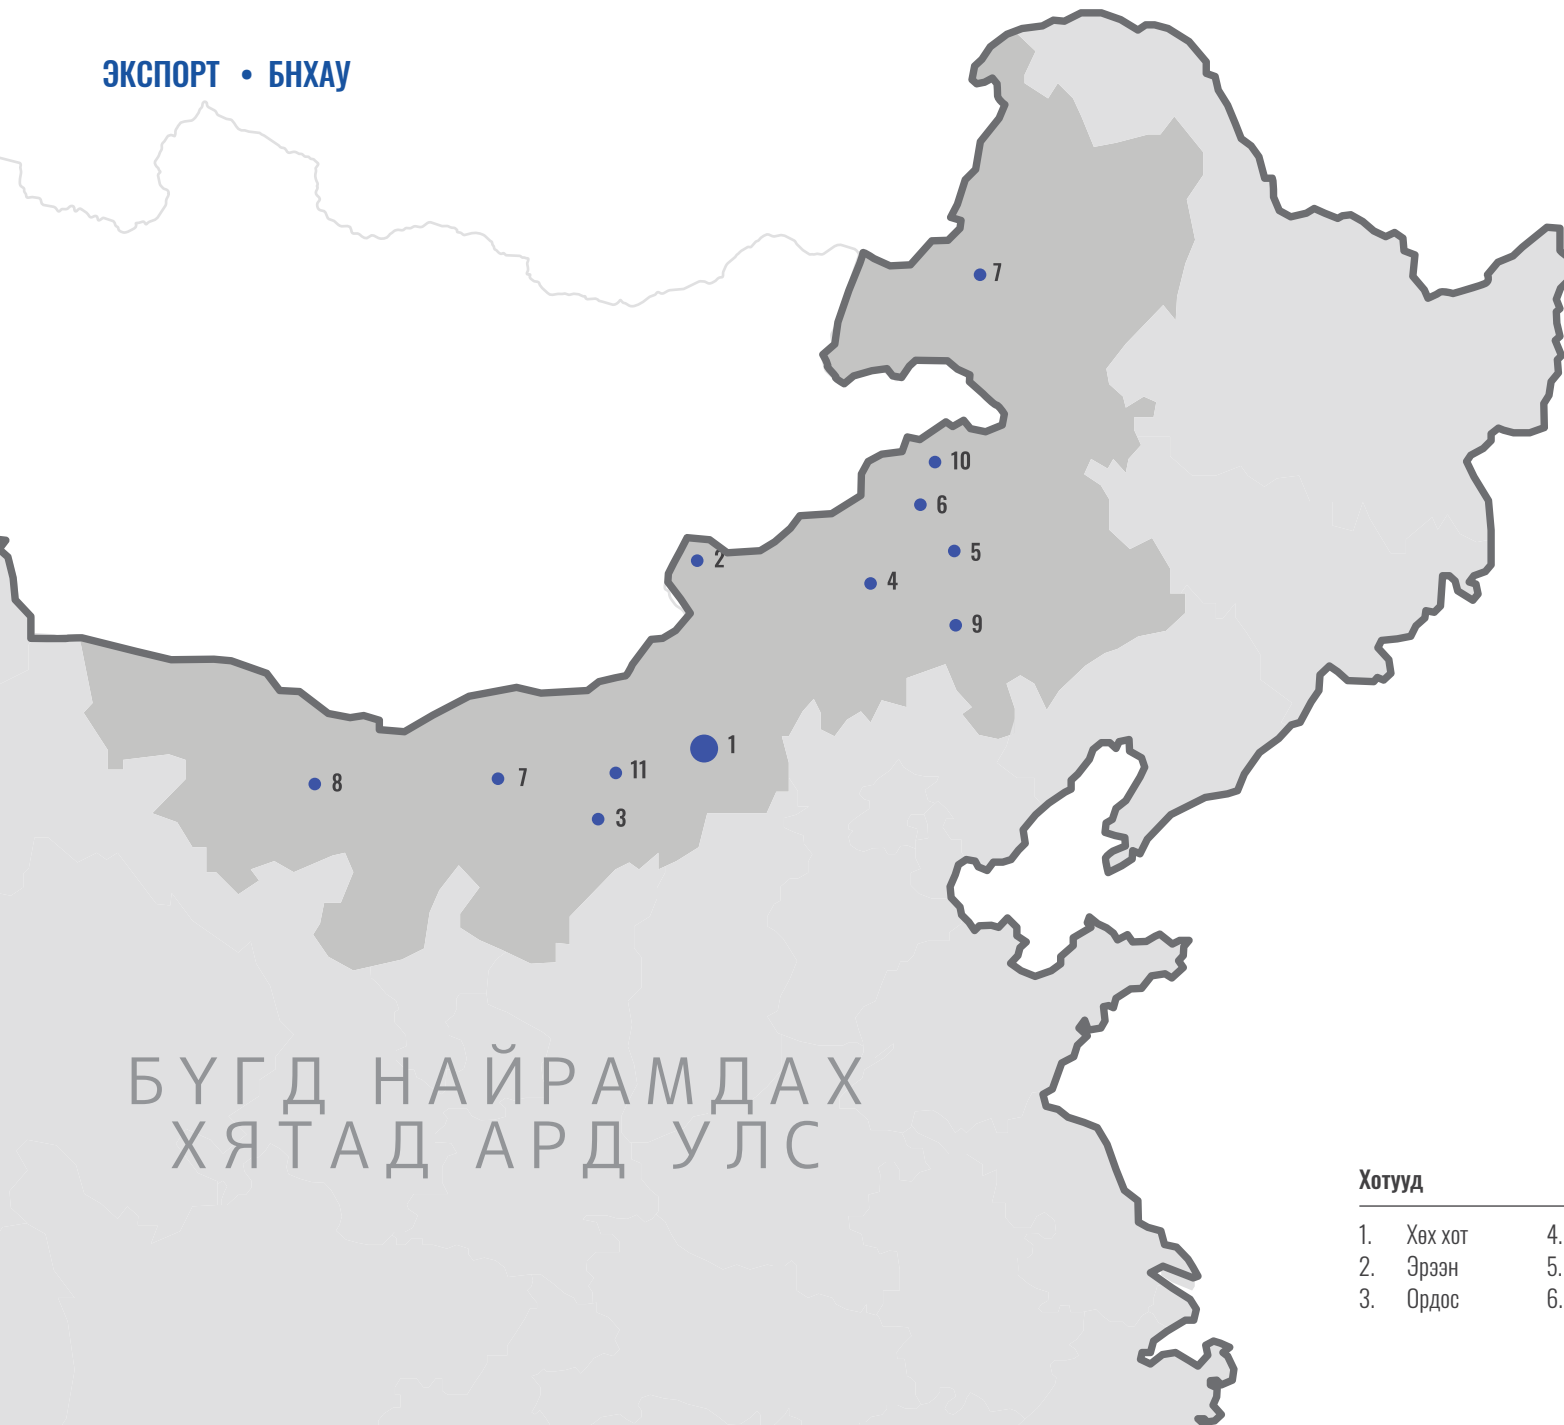 ЭКСПОРТ • БНХАУ
7
10
6
2
5
4
9
1
11
8
7
3
БҮГД НАЙРАМДАХ
ХЯТАД АРД УЛС
Хотууд
1. Хөх хот 4.
2. Эрээн 5.
3. Ордос 6.